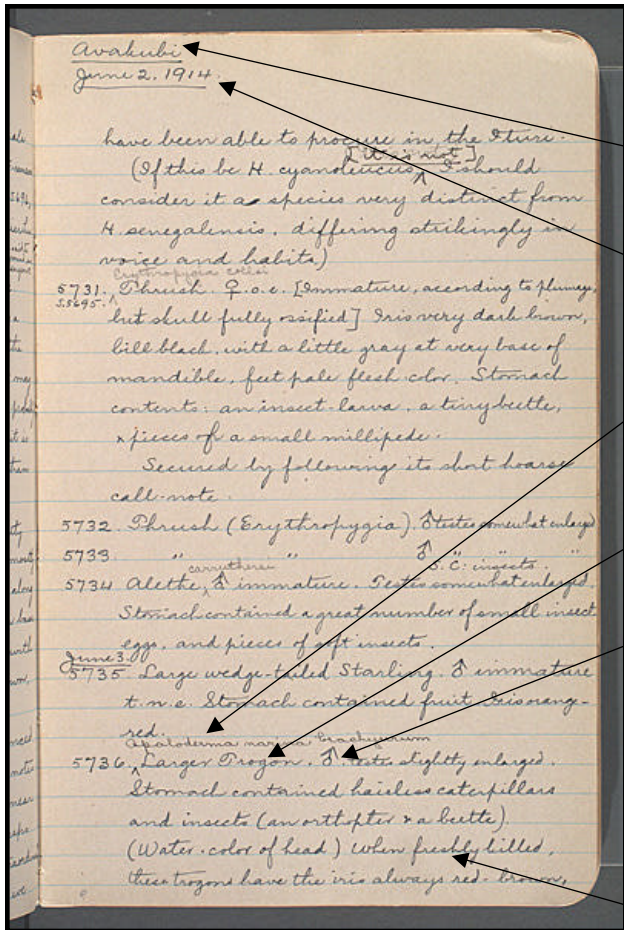 Avakubi
June 2, 1914.
have been able to procure in the Ituri.
[It is not]
(If this be H. cyanoleucus, ^ I should
consider it a species very distinct from
H. senegalensis, differing strikingly in
voice and habits)
Erythropygia
5731. ^ Thrush. ♀.o.e. [Immature, according to plumage,
S.5695.
but skull fully ossified] Iris very dark brown,
bill black, with a little gray at very base of
mandible, feet pale flesh-color. Stomach
contents: an insect-larva, a tiny beetle,
& pieces of a small millipede.
Secured by following its short hoarse
call-note.
5732. Thrush (Erythropygia). ♂ testes somewhat enlarged
5733. " " ♂ " " "
carrutheri S.C.: insects.
5734 Alethe, ^ ♂ immature. Testes somewhat enlarged.
Stomach contained a great number of small insect-
eggs, and pieces of soft insects.
June 3.
5735. Large wedge-tailed Starling. ♂ immature
t.n.e. Stomach contained fruit. Iris orange-
red.
Apaloderma narina brachyurum
5736. ^ Larger Trogon. ♂. testes slightly enlarged.
Stomach contained hairless caterpillars
and insects (an orthopter & a beetle).
(Water-color of head) When freshly killed,
these trogons have the iris always red-brown,